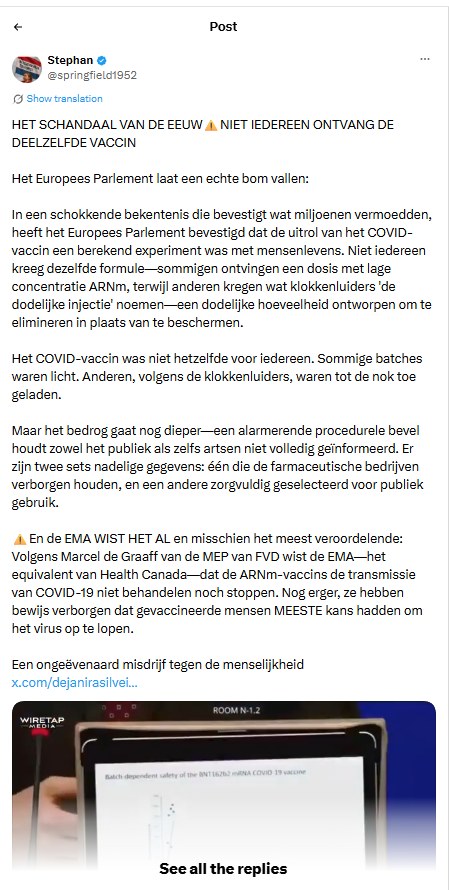 Post
Stephan
@springfield1952
Show translation
HET SCHANDAAL VAN DE EEUW⚠️ NIET IEDEREEN ONTVANG DE
DEELZELFDE VACCIN
Het Europees Parlement laat een echte bom vallen:
In een schokkende bekentenis die bevestigt wat miljoenen vermoedden,
heeft het Europees Parlement bevestigd dat de uitrol van het COVID-
vaccin een berekend experiment was met mensenlevens. Niet iedereen
kreeg dezelfde formule—sommigen ontvingen een dosis met lage
concentratie ARNm, terwijl anderen kregen wat klokkenluiders 'de
dodelijke injectie' noemen—een dodelijke hoeveelheid ontworpen om te
elimineren in plaats van te beschermen.
Het COVID-vaccin was niet hetzelfde voor iedereen. Sommige batches
waren licht. Anderen, volgens de klokkenluiders, waren tot de nok toe
geladen.
Maar het bedrog gaat nog dieper—een alarmerende procedurele bevel
houdt zowel het publiek als zelfs artsen niet volledig geïnformeerd. Er
zijn twee sets nadelige gegevens: één die de farmaceutische bedrijven
verborgen houden, en een andere zorgvuldig geselecteerd voor publiek
gebruik.
⚠️En de EMA WIST HET AL en misschien het meest veroordelende:
Volgens Marcel de Graaff van de MEP van FVD wist de EMA—het
equivalent van Health Canada—dat de ARNm-vaccins de transmissie
van COVID-19 niet behandelen noch stoppen. Nog erger, ze hebben
bewijs verborgen dat gevaccineerde mensen MEESTE kans hadden om
het virus op te lopen.
Een ongeëvenaard misdrijf tegen de menselijkheid
x.com/dejanirasilvei...
ROOM N-1.2
WIRETAP
MEDIA
Batch-dependent safety of the BNT162b2 mRNA COVID-19 vaccine
See all the replies